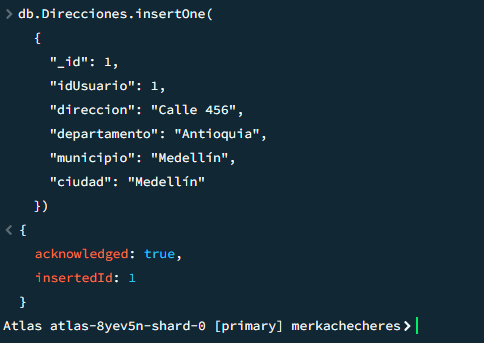 > db.Direcciones.insertOne(
{
"_id": 1,
"idUsuario": 1,
"direccion": "Calle 456",
"departamento": "Antioquia",
"municipio": "Medellín",
"ciudad": "Medellín"
})
< {
acknowledged: true,
insertedId: 1
}
Atlas atlas-8yev5n-shard-0 [primary] merkachecheres>